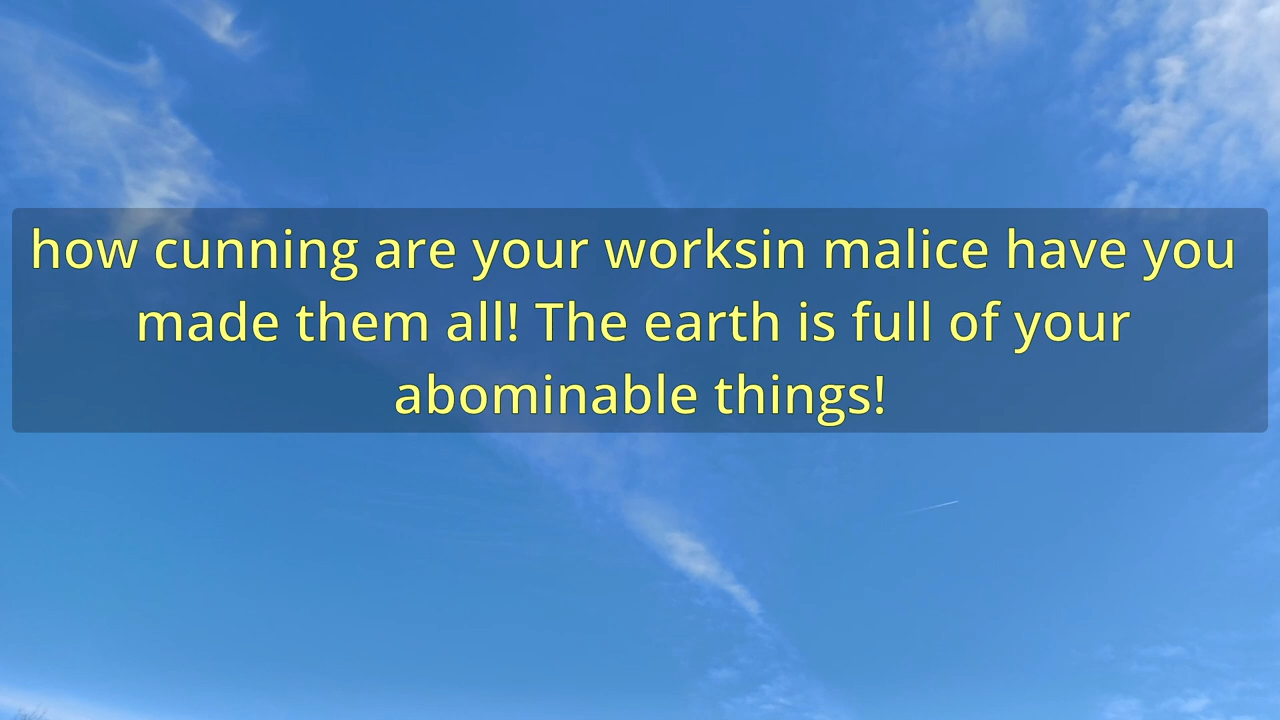 how cunning are your worksin malice have you
made them all! The earth is full of your
abominable things!